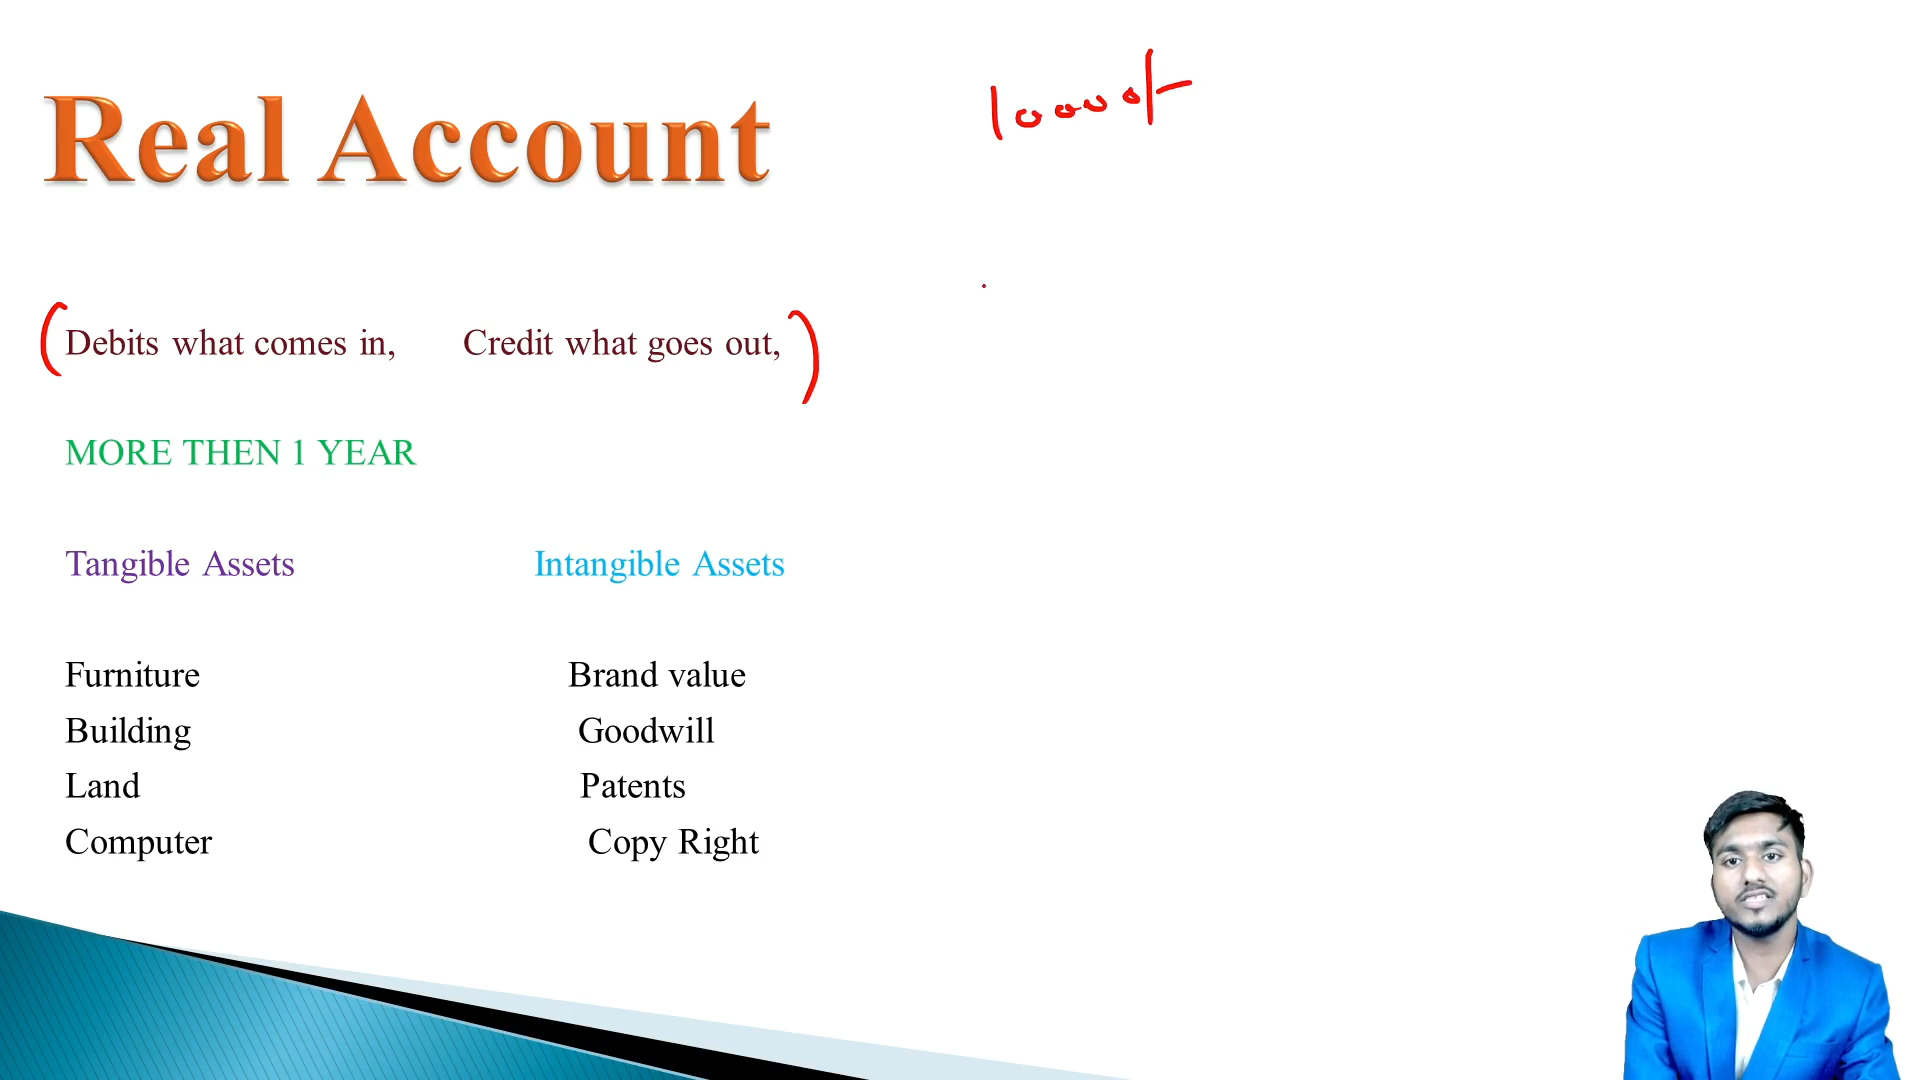 Real Account
10000/-
Debits what comes in, Credit what goes out,
MORE THEN 1 YEAR
Tangible Assets Intangible Assets
Furniture Brand value
Building Goodwill
Land Patents
Computer Copy Right